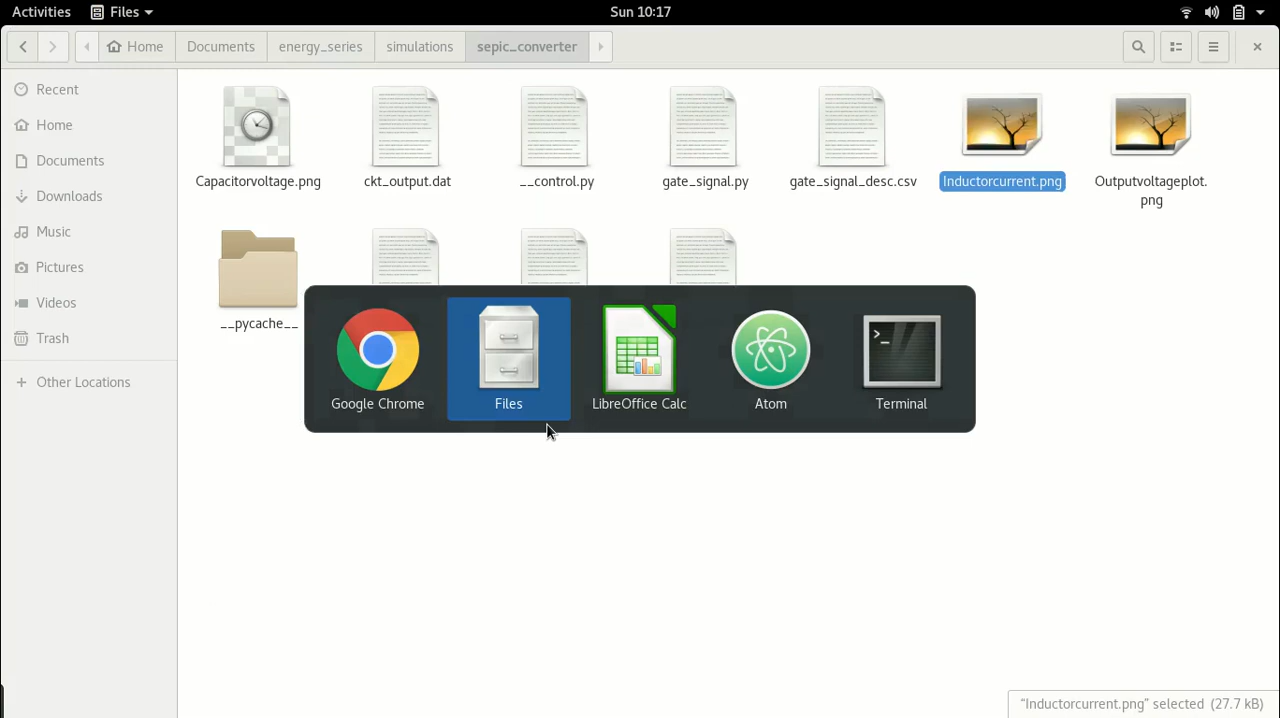 Activities Files Sun 10:17
Home Documents energy_series simulations sepic_converter
Recent
Home
Documents
Downloads
Music
Pictures
Videos
Trash
Other Locations
Capacitorvoltage.png ckt_output.dat __control.py gate_signal.py gate_signal_desc.csv Inductorcurrent.png Outputvoltageplot.
png
__pycache__
Google Chrome Files LibreOffice Calc Atom Terminal
“Inductorcurrent.png” selected (27.7 kB)